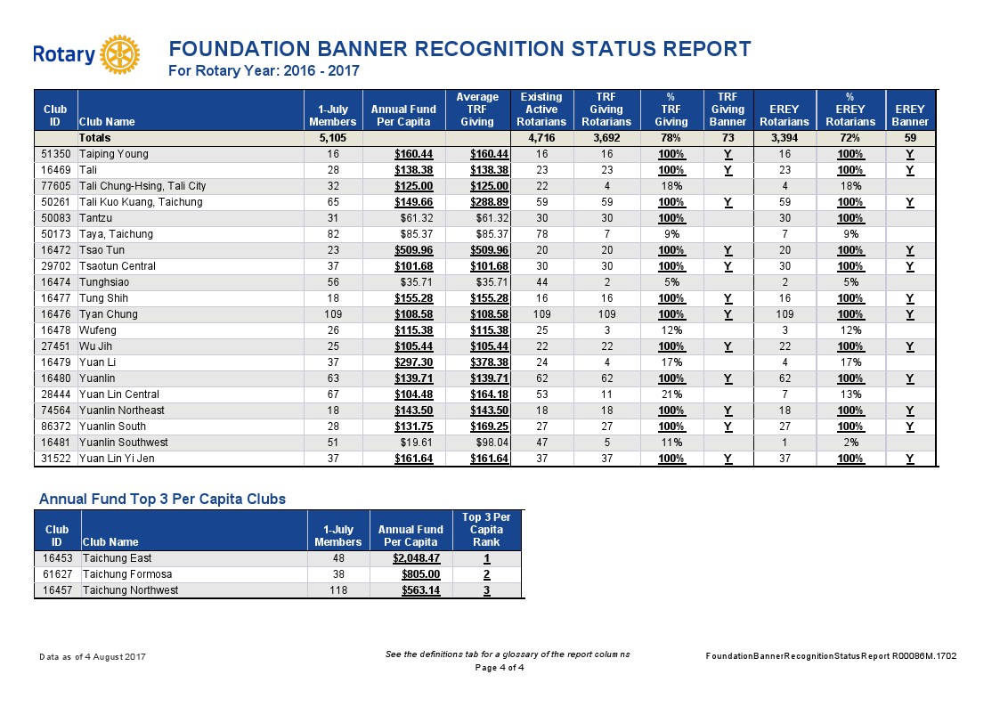 Rotary
FOUNDATION BANNER RECOGNITION STATUS REPORT
For Rotary Year: 2016 - 2017
Club ID Club Name 1-July Members Annual Fund Per Capita Average TRF Giving Existing Active Rotarians TRF Giving Rotarians % TRF Giving TRF Giving Banner EREY Rotarians % EREY Rotarians EREY Banner
Totals 5,105 4,716 3,692 78% 73 3,394 72% 59
51350 Taiping Young 16 $160.44 $160.44 16 16 100% Y 16 100% Y
16469 Tali 28 $138.38 $138.38 23 23 100% Y 23 100% Y
77605 Tali Chung-Hsing, Tali City 32 $125.00 $125.00 22 4 18% 4 18%
50261 Tali Kuo Kuang, Taichung 65 $149.66 $288.89 59 59 100% Y 59 100% Y
50083 Tantzu 31 $61.32 $61.32 30 30 100% 30 100%
50173 Taya, Taichung 82 $85.37 $85.37 78 7 9% 7 9%
16472 Tsao Tun 23 $509.96 $509.96 20 20 100% Y 20 100% Y
29702 Tsaotun Central 37 $101.68 $101.68 30 30 100% Y 30 100% Y
16474 Tunghsiao 56 $35.71 $35.71 44 2 5% 2 5%
16477 Tung Shih 18 $155.28 $155.28 16 16 100% Y 16 100% Y
16476 Tyan Chung 109 $108.58 $108.58 109 109 100% Y 109 100% Y
16478 Wufeng 26 $115.38 $115.38 25 3 12% 3 12%
27451 Wu Jih 25 $105.44 $105.44 22 22 100% Y 22 100% Y
16479 Yuan Li 37 $297.30 $378.38 24 4 17% 4 17%
16480 Yuanlin 63 $139.71 $139.71 62 62 100% Y 62 100% Y
28444 Yuan Lin Central 67 $104.48 $164.18 53 11 21% 7 13%
74564 Yuanlin Northeast 18 $143.50 $143.50 18 18 100% Y 18 100% Y
86372 Yuanlin South 28 $131.75 $169.25 27 27 100% Y 27 100% Y
16481 Yuanlin Southwest 51 $19.61 $98.04 47 5 11% 1 2%
31522 Yuan Lin Yi Jen 37 $161.64 $161.64 37 37 100% Y 37 100% Y
Annual Fund Top 3 Per Capita Clubs
Club ID Club Name 1-July Members Annual Fund Per Capita Top 3 Per Capita Rank
16453 Taichung East 48 $2,048.47 1
61627 Taichung Formosa 38 $805.00 2
16457 Taichung Northwest 118 $563.14 3
Data as of 4 August 2017
See the definitions tab for a glossary of the report columns
Page 4 of 4
FoundationBannerRecognitionStatusReport R00086M.1702